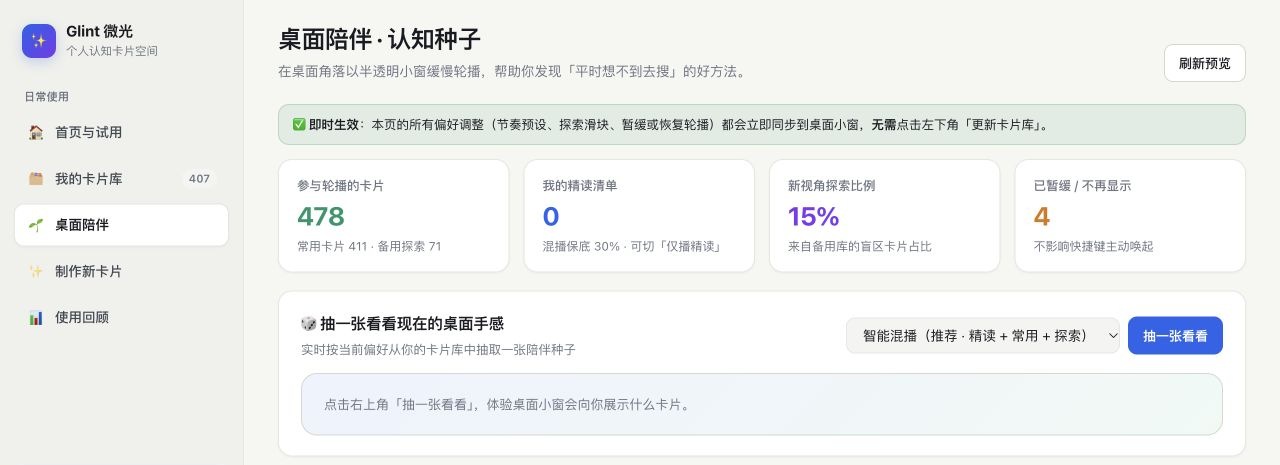 Glint 微光
个人认知卡片空间
日常使用
首页与试用
我的卡片库 407
桌面陪伴
制作新卡片
使用回顾
桌面陪伴 · 认知种子
在桌面角落以半透明小窗缓慢轮播，帮助你发现「平时想不到去搜」的好方法。
刷新预览
✅ 即时生效：本页的所有偏好调整（节奏预设、探索滑块、暂缓或恢复轮播）都会立即同步到桌面小窗，无需点击左下角「更新卡片库」。
参与轮播的卡片
478
常用卡片 411 · 备用探索 71
我的精读清单
0
混播保底 30% · 可切「仅播精读」
新视角探索比例
15%
来自备用库的盲区卡片占比
已暂缓 / 不再显示
4
不影响快捷键主动唤起
🎲 抽一张看看现在的桌面手感
实时按当前偏好从你的卡片库中抽取一张陪伴种子
智能混播（推荐 · 精读 + 常用 + 探索）
抽一张看看
点击右上角「抽一张看看」，体验桌面小窗会向你展示什么卡片。